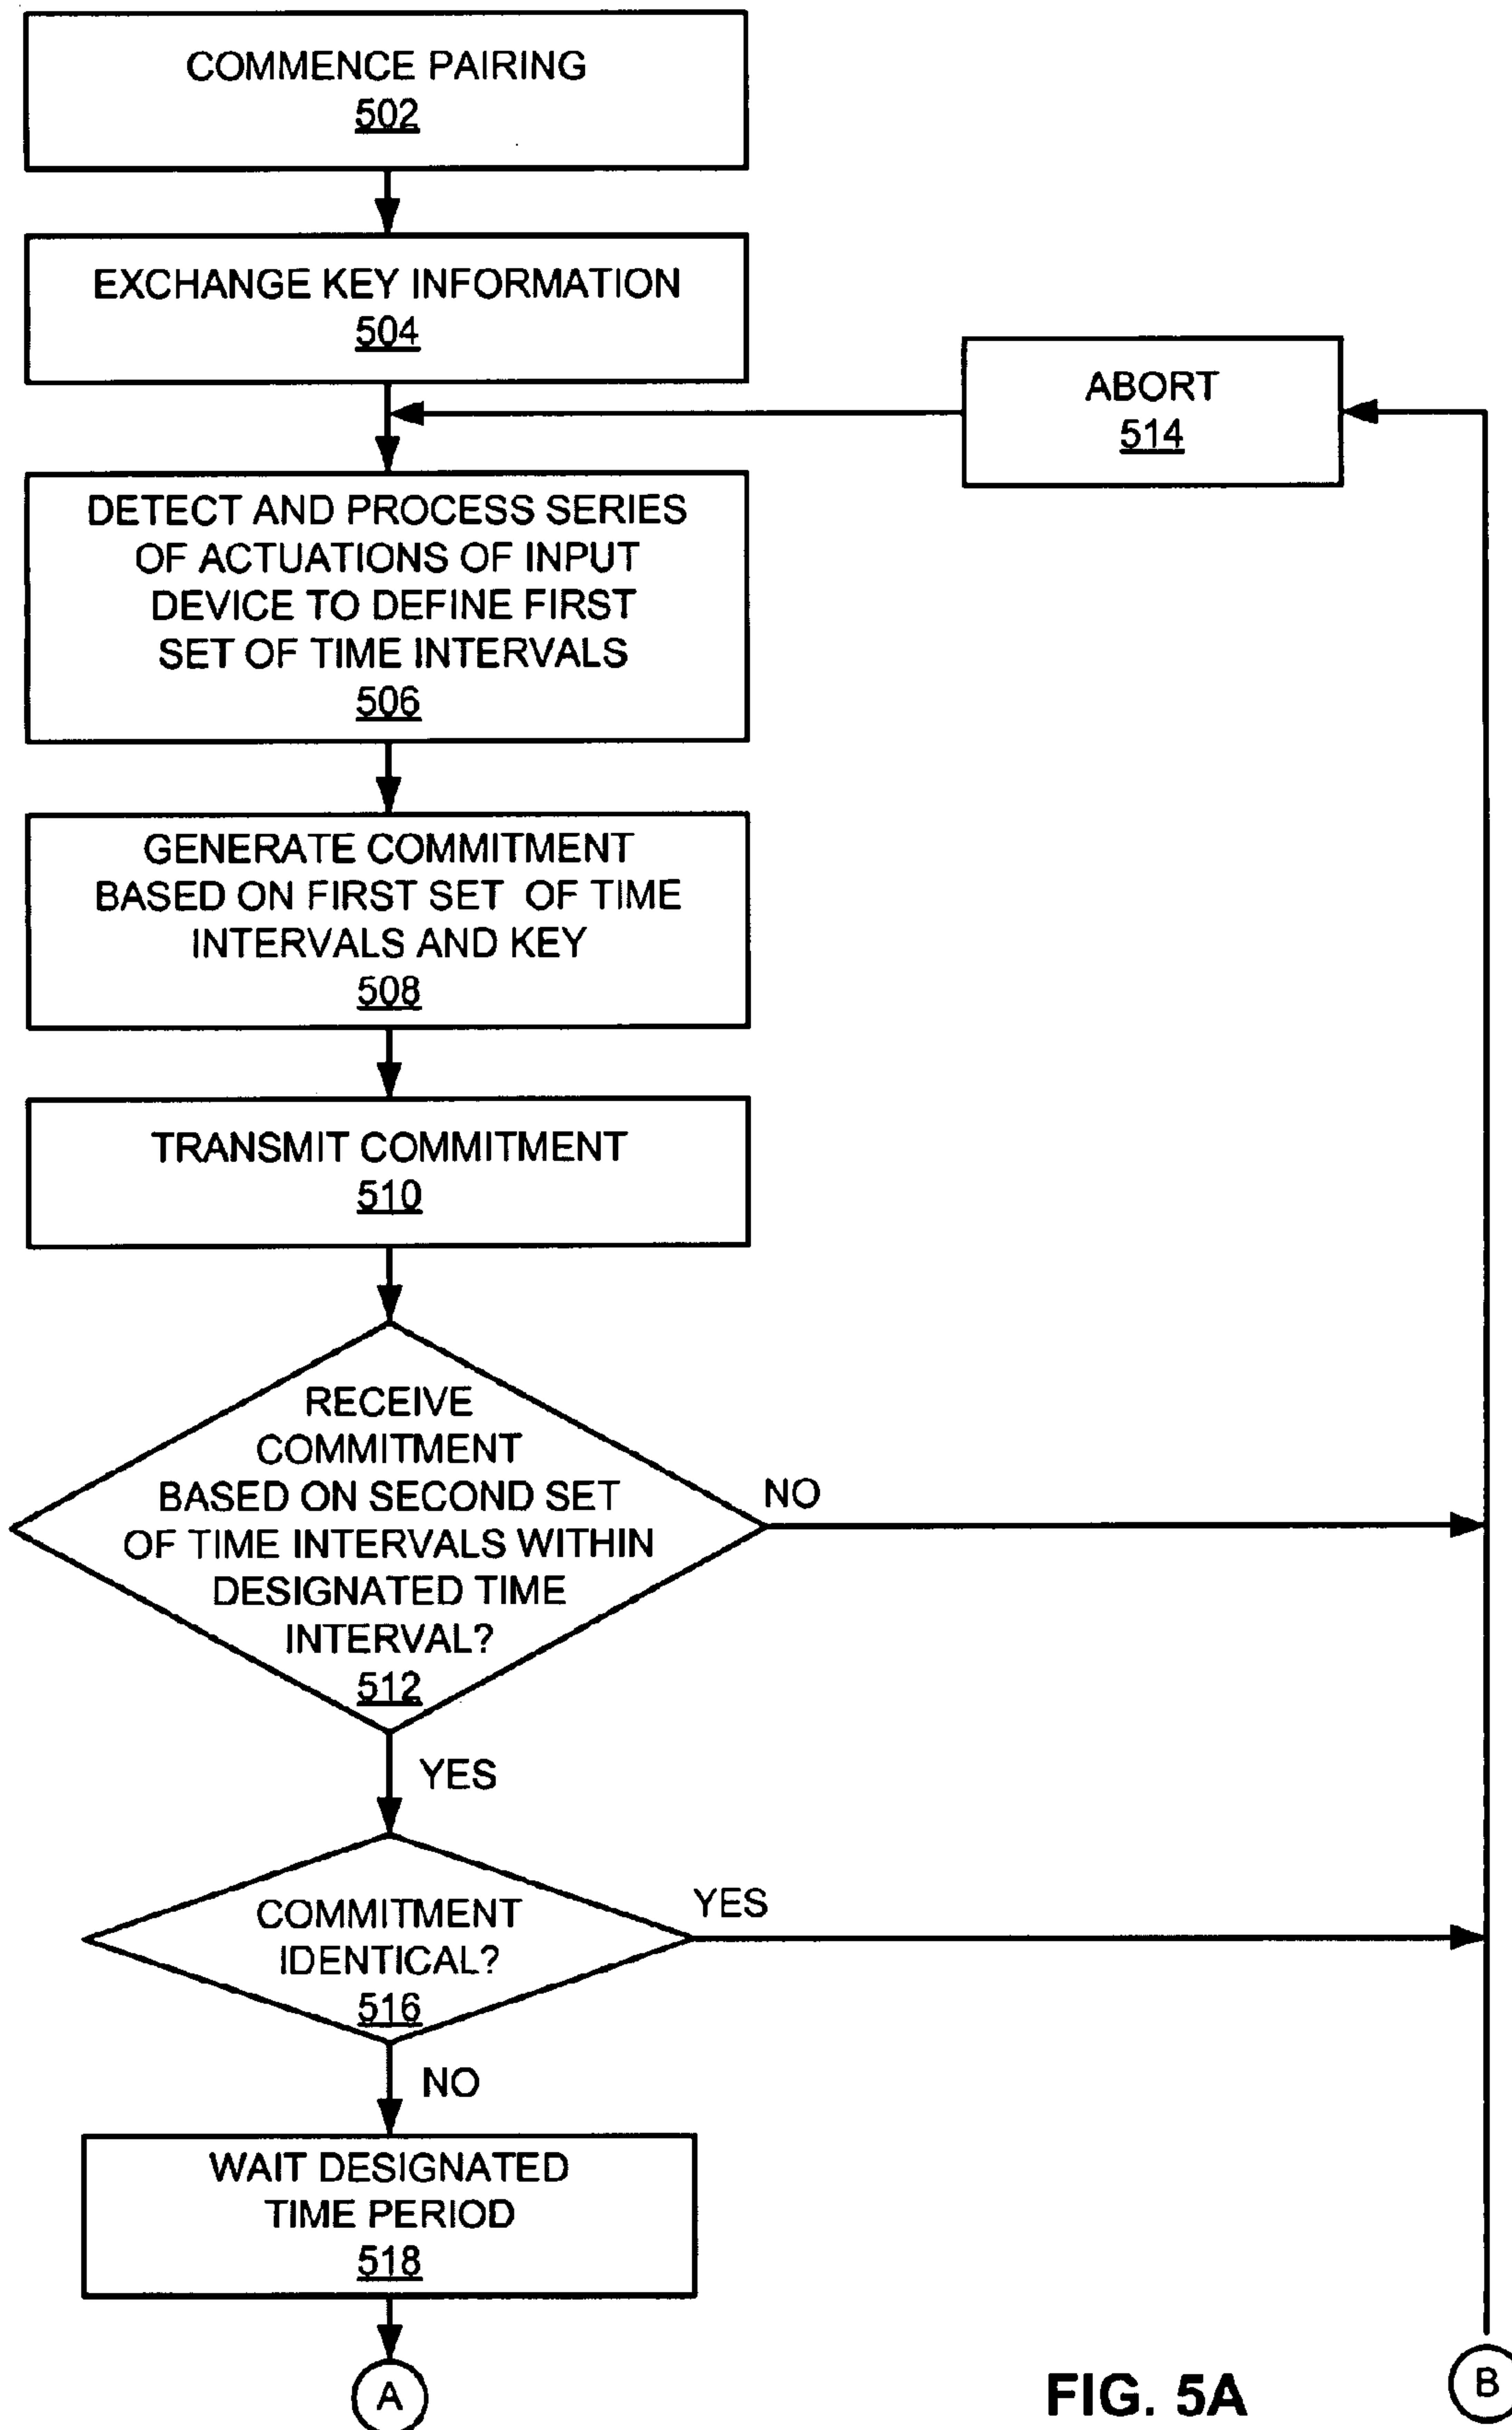 COMMENCE PAIRING
502
EXCHANGE KEY INFORMATION
504
ABORT
514
DETECT AND PROCESS SERIES
OF ACTUATIONS OF INPUT
DEVICE TO DEFINE FIRST
SET OF TIME INTERVALS
506
GENERATE COMMITMENT
BASED ON FIRST SET OF TIME
INTERVALS AND KEY
508
TRANSMIT COMMITMENT
510
RECEIVE
COMMITMENT
BASED ON SECOND SET
OF TIME INTERVALS WITHIN
DESIGNATED TIME
INTERVAL?
512
NO
YES
COMMITMENT
IDENTICAL?
516
YES
NO
WAIT DESIGNATED
TIME PERIOD
518
A
FIG. 5A
B